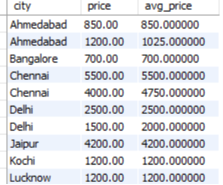 city price avg_price
Ahmedabad 850.00 850.000000
Ahmedabad 1200.00 1025.000000
Bangalore 700.00 700.000000
Chennai 5500.00 5500.000000
Chennai 4000.00 4750.000000
Delhi 2500.00 2500.000000
Delhi 1500.00 2000.000000
Jaipur 4200.00 4200.000000
Kochi 1200.00 1200.000000
Lucknow 1200.00 1200.000000